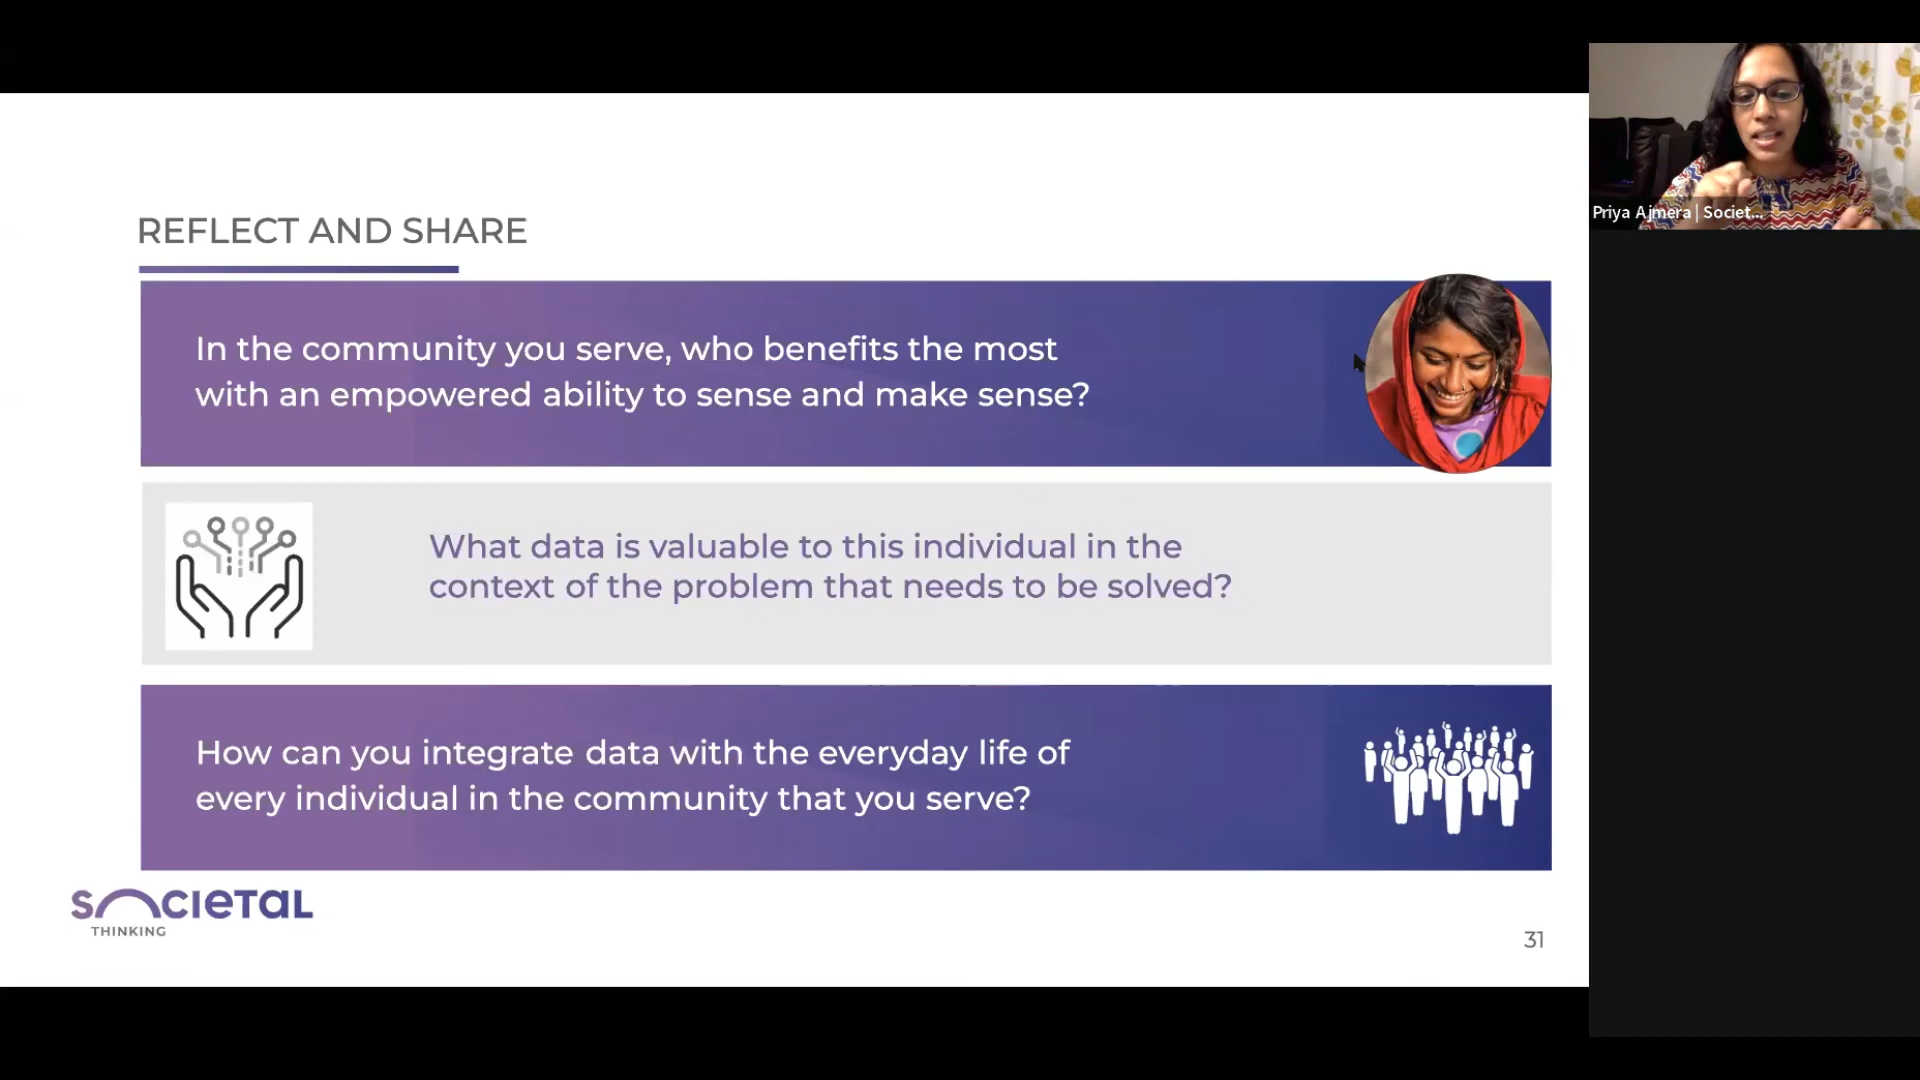 Priya Ajmera | Societ...
REFLECT AND SHARE
In the community you serve, who benefits the most
with an empowered ability to sense and make sense?
What data is valuable to this individual in the
context of the problem that needs to be solved?
How can you integrate data with the everyday life of
every individual in the community that you serve?
SOCIETAL
THINKING
31